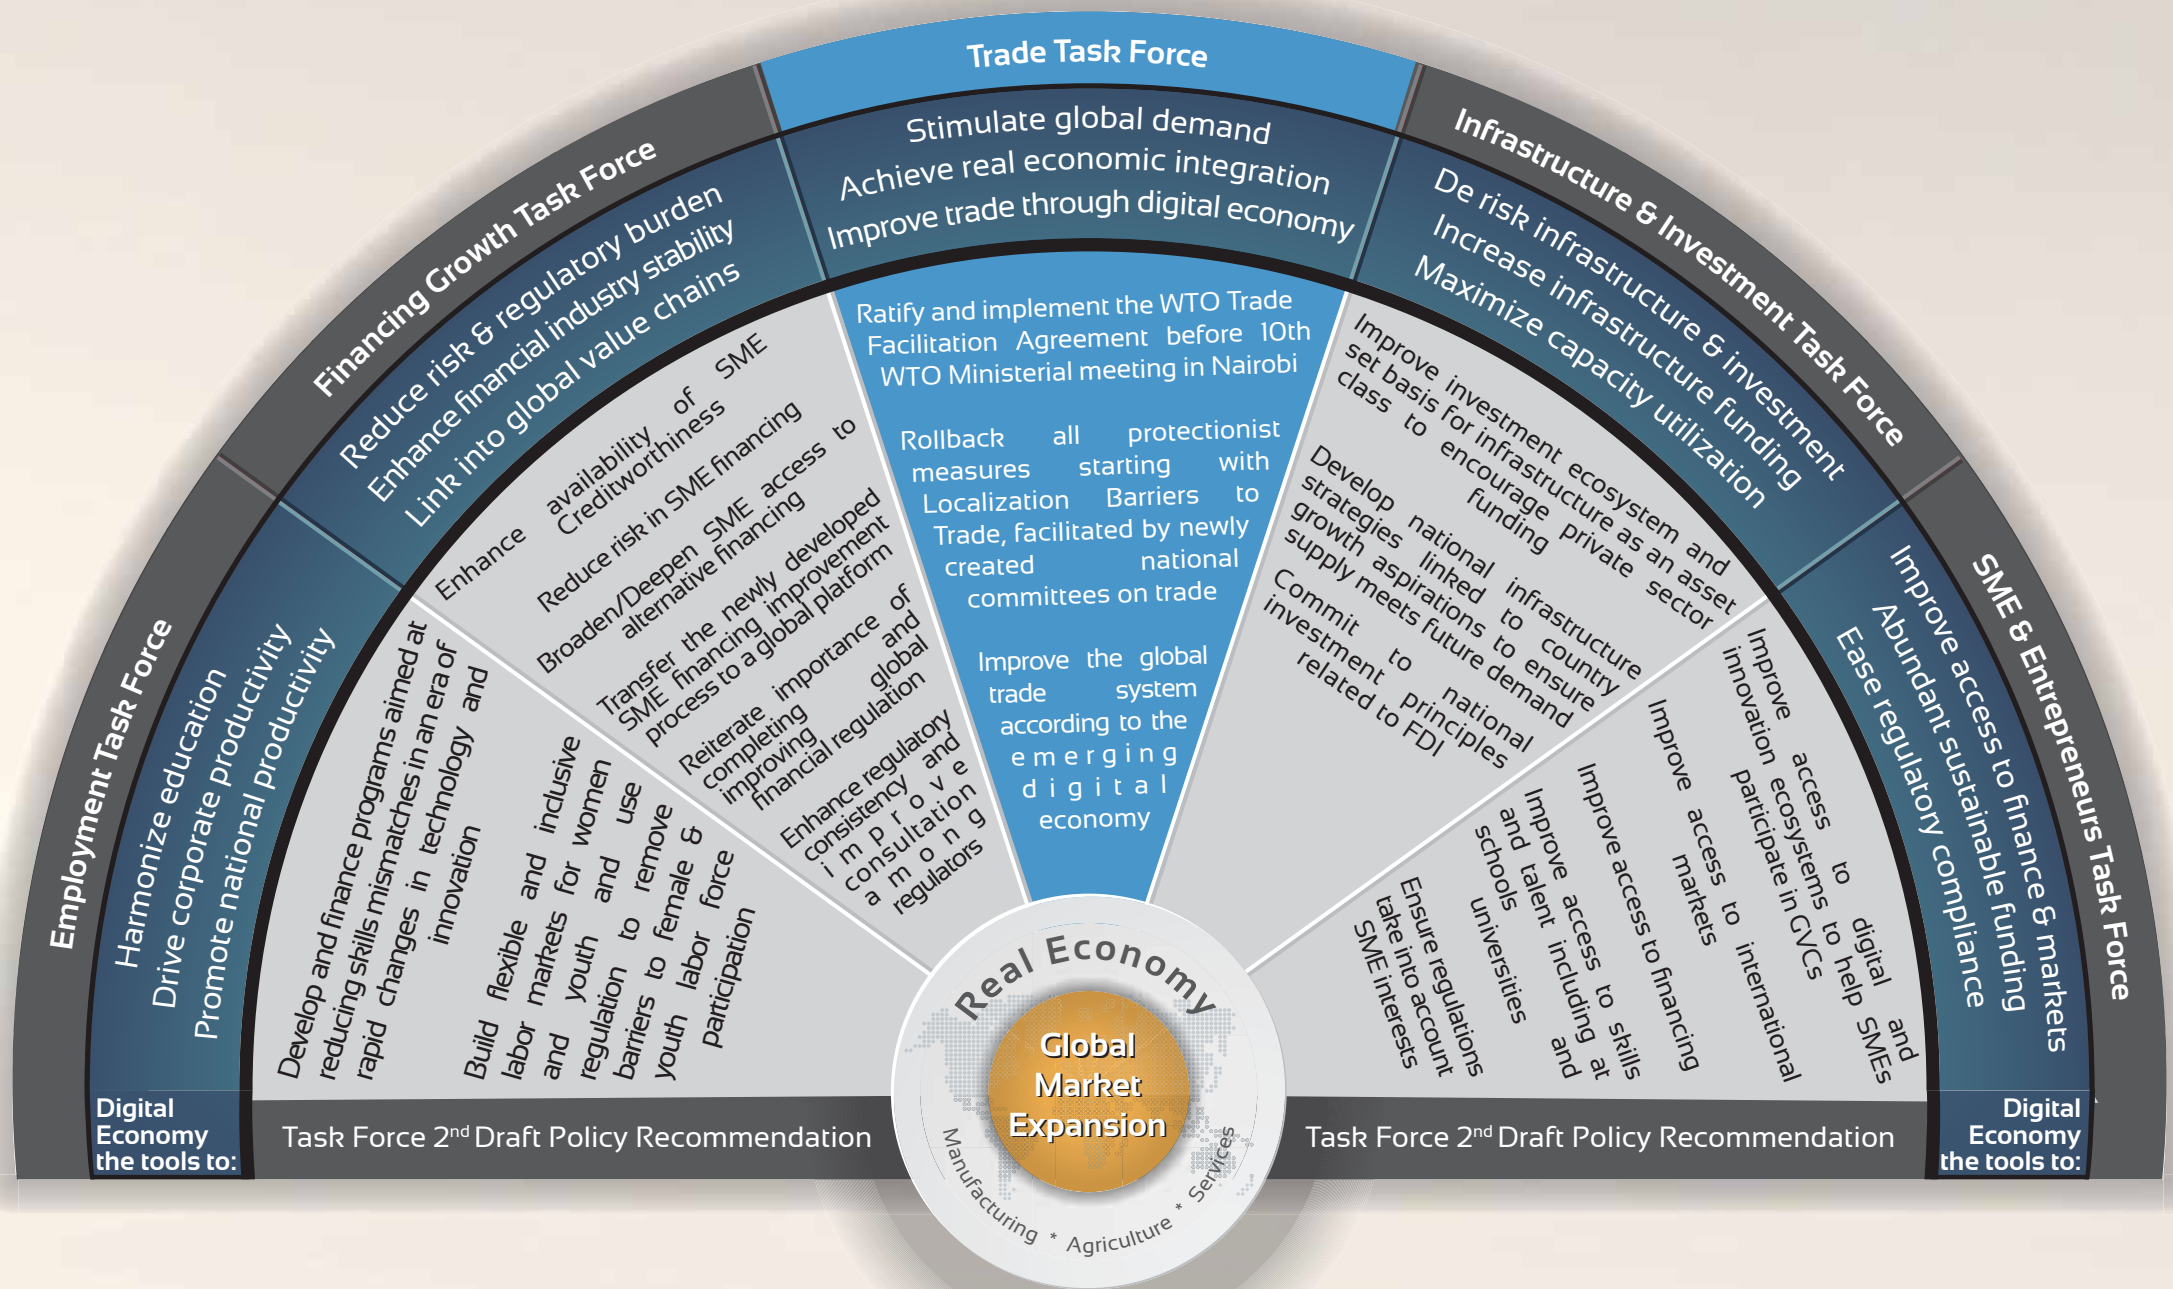 Employment Task Force
Harmonize education
Drive corporate productivity
Promote national productivity
Develop and finance programs aimed at
reducing skills mismatches in an era of
rapid changes in technology and
innovation
Build flexible and inclusive
labor markets for women
and youth and use
regulation to remove
barriers to female &
youth labor force
participation
Financing Growth Task Force
Reduce risk & regulatory burden
Enhance financial industry stability
Link into global value chains
Enhance availability of SME
Creditworthiness
Reduce risk in SME financing
Broaden/Deepen SME access to
alternative financing
Transfer the newly developed
SME financing improvement
process to a global platform
Reiterate importance of
completing and
improving global
financial regulation
Enhance regulatory
consistency and
improve
consultation
among
regulators
Trade Task Force
Stimulate global demand
Achieve real economic integration
Improve trade through digital economy
Ratify and implement the WTO Trade
Facilitation Agreement before 10th
WTO Ministerial meeting in Nairobi
Rollback all protectionist
measures starting with
Localization Barriers to
Trade, facilitated by newly
created national
committees on trade
Improve the global
trade system
according to the
emerging
digital
economy
Infrastructure & Investment Task Force
De risk infrastructure & investment
Increase infrastructure funding
Maximize capacity utilization
Improve investment ecosystem and
set basis for infrastructure as an asset
class to encourage private sector
funding
Develop national infrastructure
strategies linked to country
growth aspirations to ensure
supply meets future demand
Commit to national
investment principles
related to FDI
SME & Entrepreneurs Task Force
Improve access to finance & markets
Abundant sustainable funding
Ease regulatory compliance
Improve access to digital and
innovation ecosystems to help SMEs
participate in GVCs
Improve access to international
markets
Improve access to financing
Improve access to skills
and talent including at
schools and
universities
Ensure regulations
take into account
SME interests
Digital
Economy
the tools to:
Task Force 2nd Draft Policy Recommendation
Real Economy
Global
Market
Expansion
Manufacturing * Agriculture * Services
Task Force 2nd Draft Policy Recommendation
Digital
Economy
the tools to: